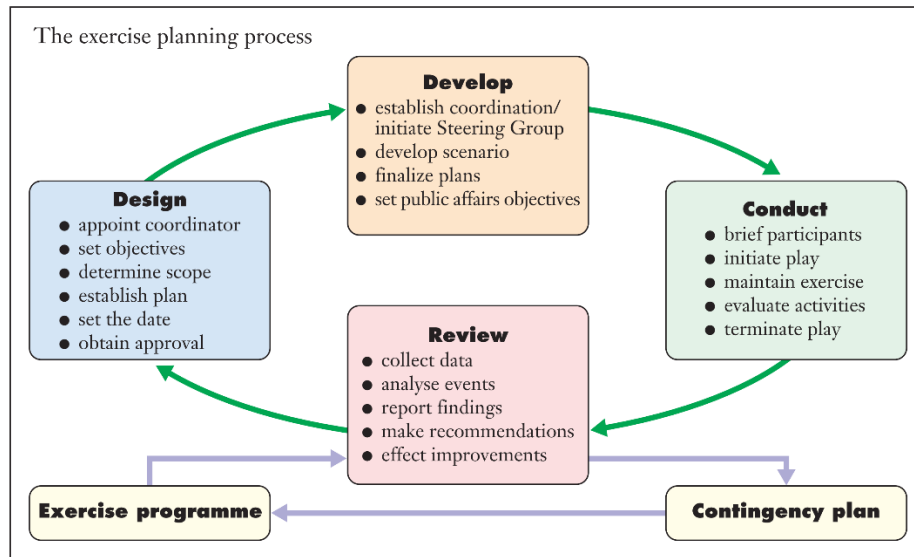 The exercise planning process
Develop
● establish coordination/
initiate Steering Group
● develop scenario
● finalize plans
● set public affairs objectives
Design
● appoint coordinator
● set objectives
● determine scope
● establish plan
● set the date
● obtain approval
Conduct
● brief participants
● initiate play
● maintain exercise
● evaluate activities
● terminate play
Review
● collect data
● analyse events
● report findings
● make recommendations
● effect improvements
Exercise programme
Contingency plan